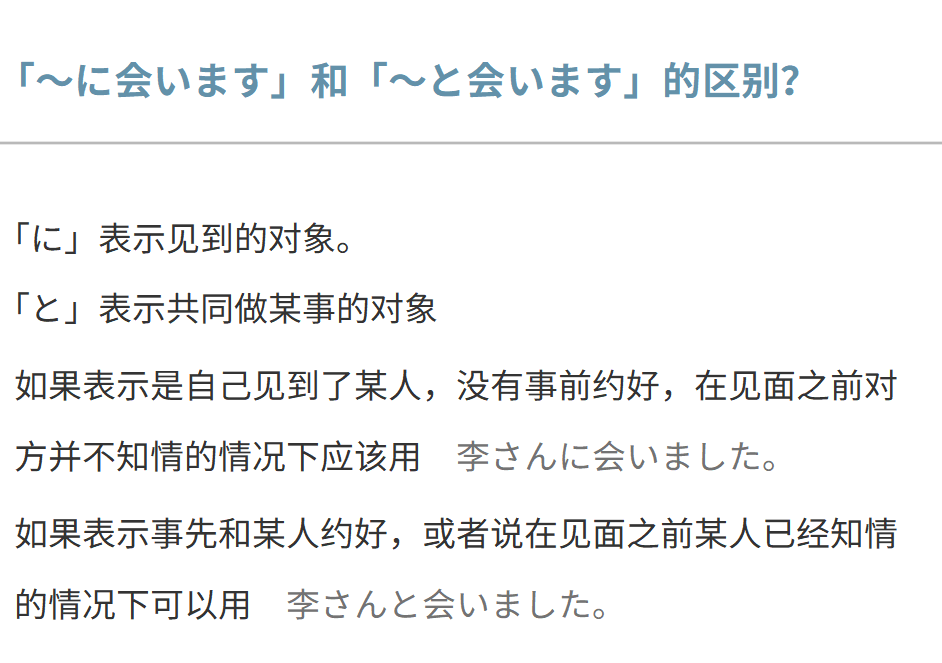 「～に会います」和「～と会います」的区别？
「に」表示见到的对象。
「と」表示共同做某事的对象
如果表示是自己见到了某人，没有事前约好，在见面之前对
方并不知情的情况下应该用　李さんに会いました。
如果表示事先和某人约好，或者说在见面之前某人已经知情
的情况下可以用　李さんと会いました。